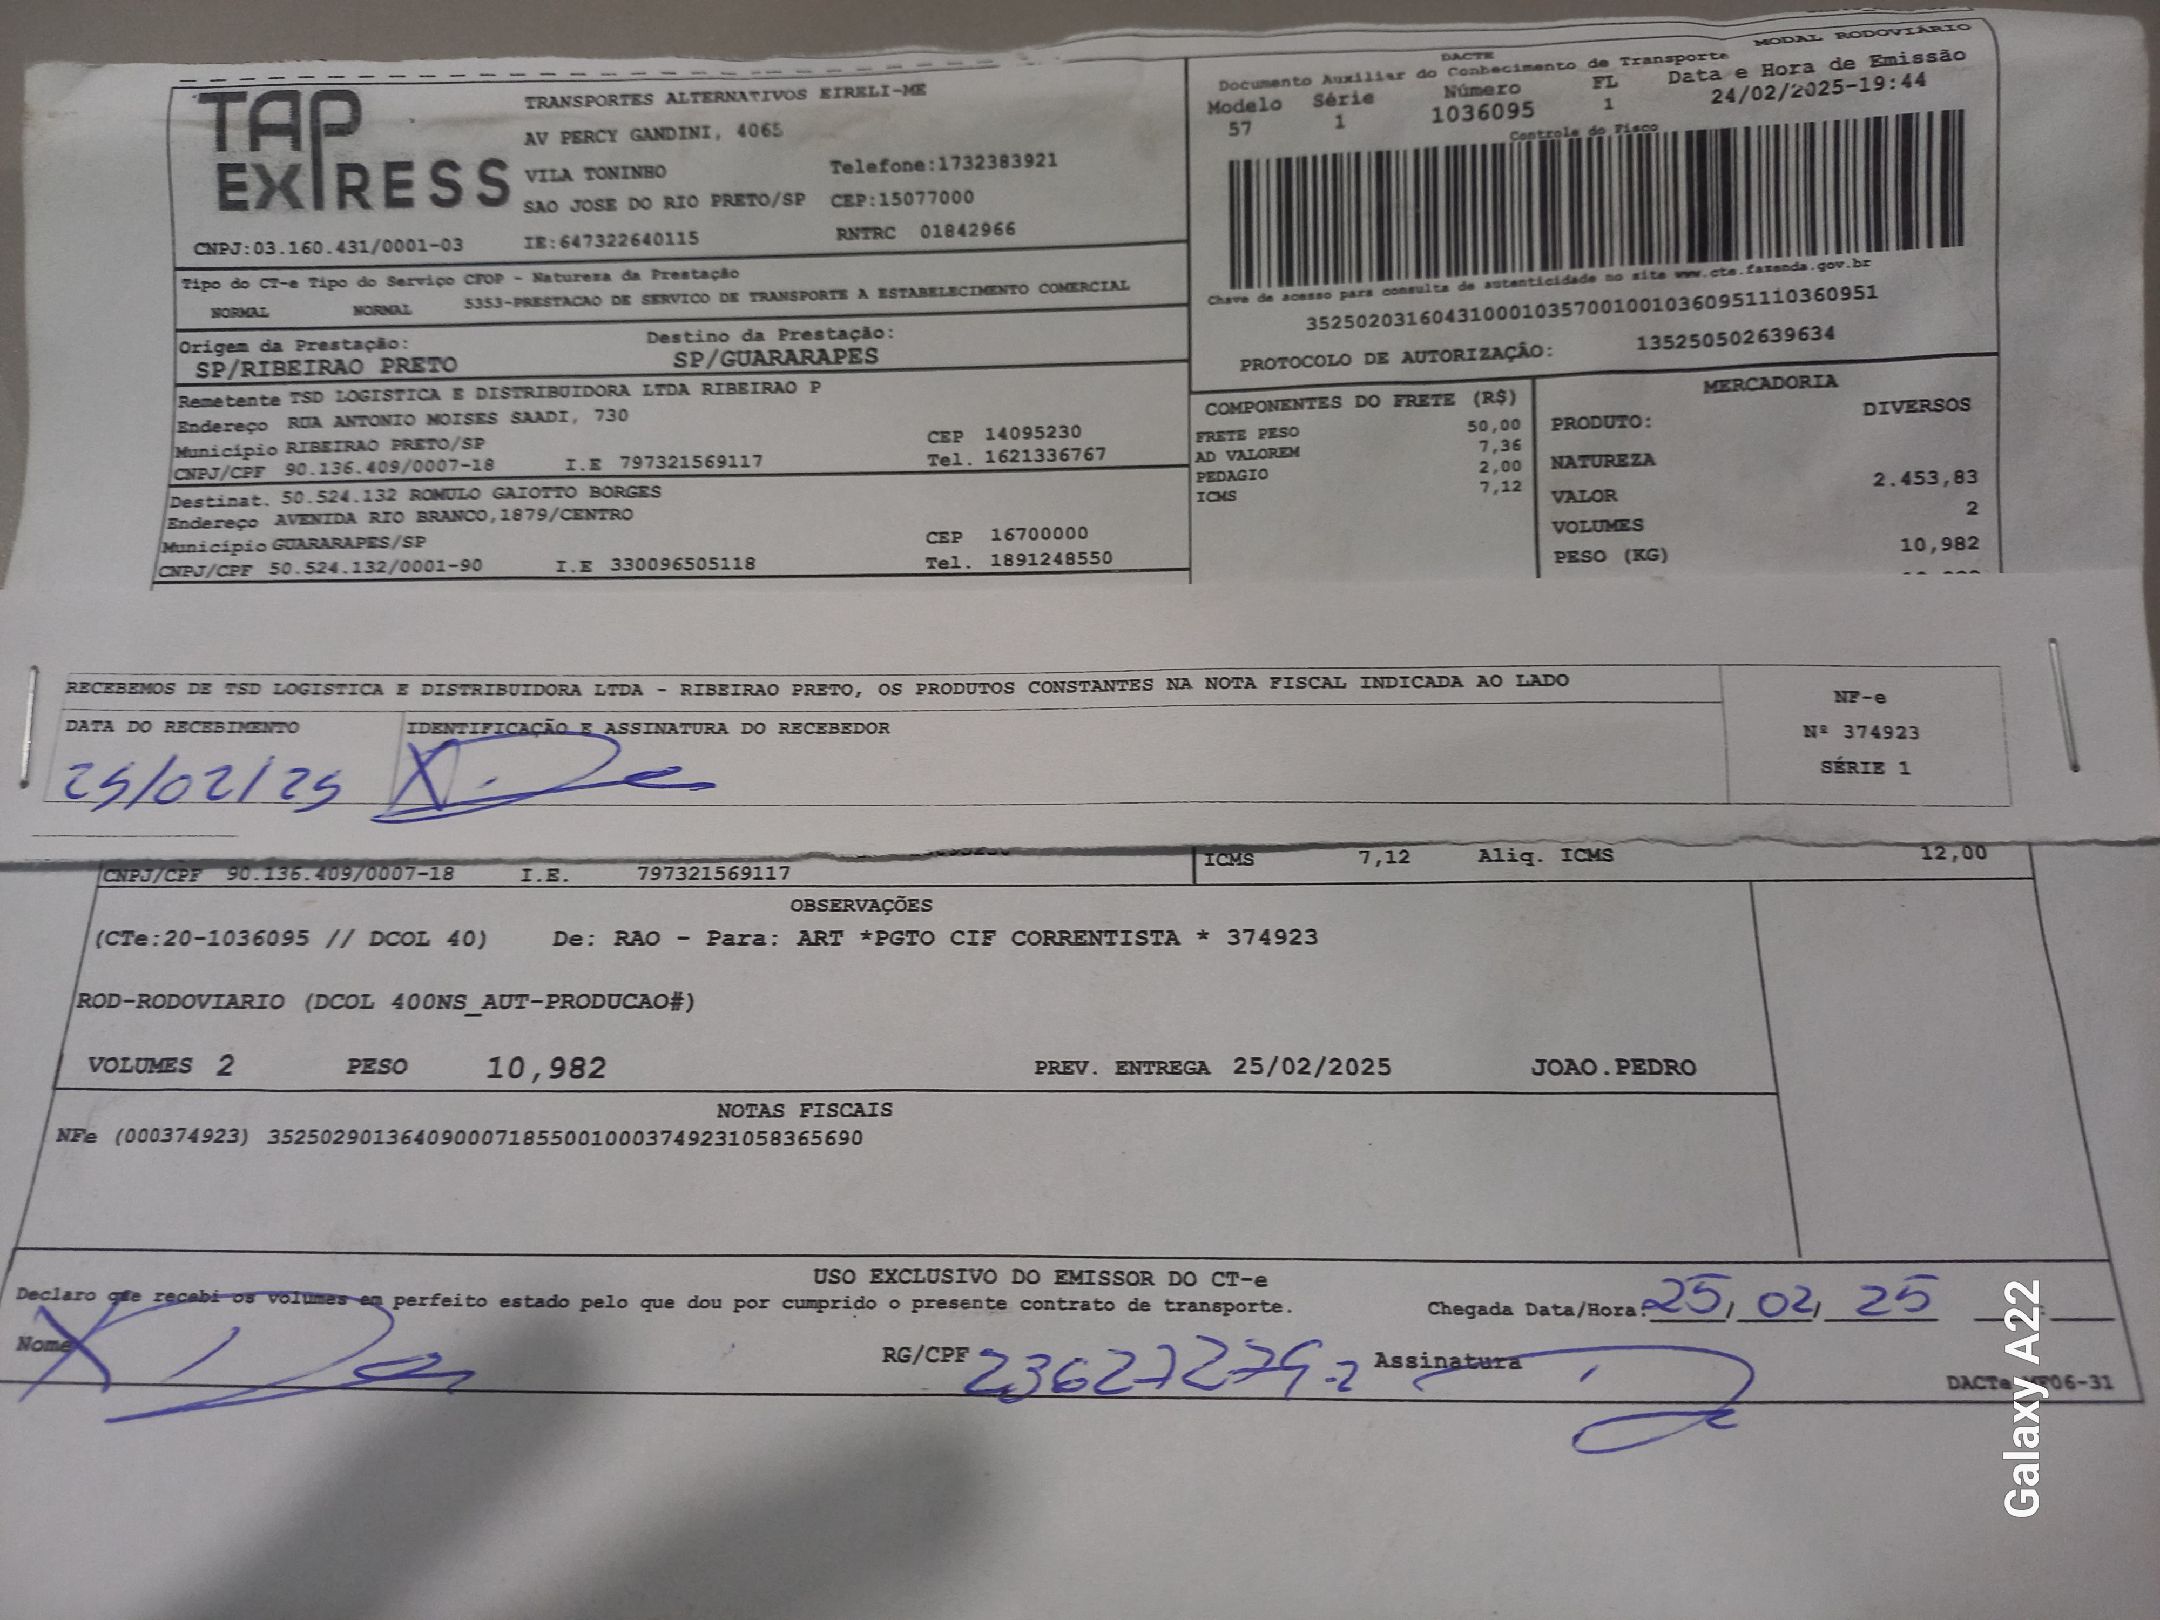 MODAL RODOVIÁRIO
DACTE
Documento Auxiliar do Conhecimento de Transporte
Modelo Série Número FL Data e Hora de Emissão
57 1 1036095 1 24/02/2025-19:44
Controle do Fisco
TAP EXPRESS
TRANSPORTES ALTERNATIVOS EIRELI-ME
AV PERCY GANDINI, 4065
VILA TONINHO Telefone:1732383921
SAO JOSE DO RIO PRETO/SP CEP:15077000
CNPJ:03.160.431/0001-03 IE:647322640115 RNTRC 01842966
Chave de acesso para consulta de autenticidade no site www.cte.fazenda.gov.br
35250203160431000103570010010360951110360951
PROTOCOLO DE AUTORIZAÇÃO: 135250502639634
Tipo do CT-e Tipo do Serviço CFOP - Natureza da Prestação
NORMAL NORMAL 5353-PRESTACAO DE SERVICO DE TRANSPORTE A ESTABELECIMENTO COMERCIAL
Origem da Prestação: Destino da Prestação:
SP/RIBEIRAO PRETO SP/GUARARAPES
Remetente TSD LOGISTICA E DISTRIBUIDORA LTDA RIBEIRAO P
Endereço RUA ANTONIO MOISES SAADI, 730
Município RIBEIRAO PRETO/SP CEP 14095230
CNPJ/CPF 90.136.409/0007-18 I.E 797321569117 Tel. 1621336767
Destinat. 50.524.132 ROMULO GAIOTTO BORGES
Endereço AVENIDA RIO BRANCO,1879/CENTRO
Município GUARARAPES/SP CEP 16700000
CNPJ/CPF 50.524.132/0001-90 I.E 330096505118 Tel. 1891248550
COMPONENTES DO FRETE (R$)
FRETE PESO 50,00
AD VALOREM 7,36
PEDAGIO 2,00
ICMS 7,12
MERCADORIA
PRODUTO: DIVERSOS
NATUREZA
VALOR 2.453,83
VOLUMES 2
PESO (KG) 10,982
RECEBEMOS DE TSD LOGISTICA E DISTRIBUIDORA LTDA - RIBEIRAO PRETO, OS PRODUTOS CONSTANTES NA NOTA FISCAL INDICADA AO LADO
DATA DO RECEBIMENTO IDENTIFICAÇÃO E ASSINATURA DO RECEBEDOR
25/02/25 X
NF-e
Nº 374923
SÉRIE 1
CNPJ/CPF 90.136.409/0007-18 I.E. 797321569117 ICMS 7,12 Aliq. ICMS 12,00
OBSERVAÇÕES
(CTe:20-1036095 // DCOL 40) De: RAO - Para: ART *PGTO CIF CORRENTISTA * 374923
ROD-RODOVIARIO (DCOL 400NS_AUT-PRODUCAO#)
VOLUMES 2 PESO 10,982 PREV. ENTREGA 25/02/2025 JOAO.PEDRO
NOTAS FISCAIS
NFe (000374923) 35250290136409000718550010003749231058365690
USO EXCLUSIVO DO EMISSOR DO CT-e
Declaro que recebi os volumes em perfeito estado pelo que dou por cumprido o presente contrato de transporte. Chegada Data/Hora: 25/02/25
Nome X RG/CPF Assinatura
DACTe
Galaxy A22